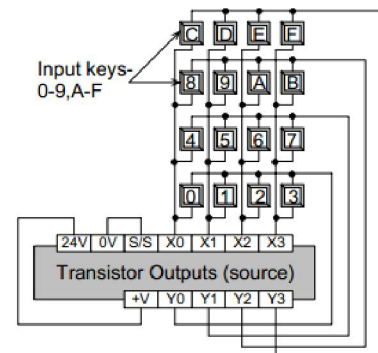 C D E F
Input keys-
0-9,A-F
8 9 A B
4 5 6 7
0 1 2 3
24V 0V S/S X0 X1 X2 X3
Transistor Outputs (source)
+V Y0 Y1 Y2 Y3